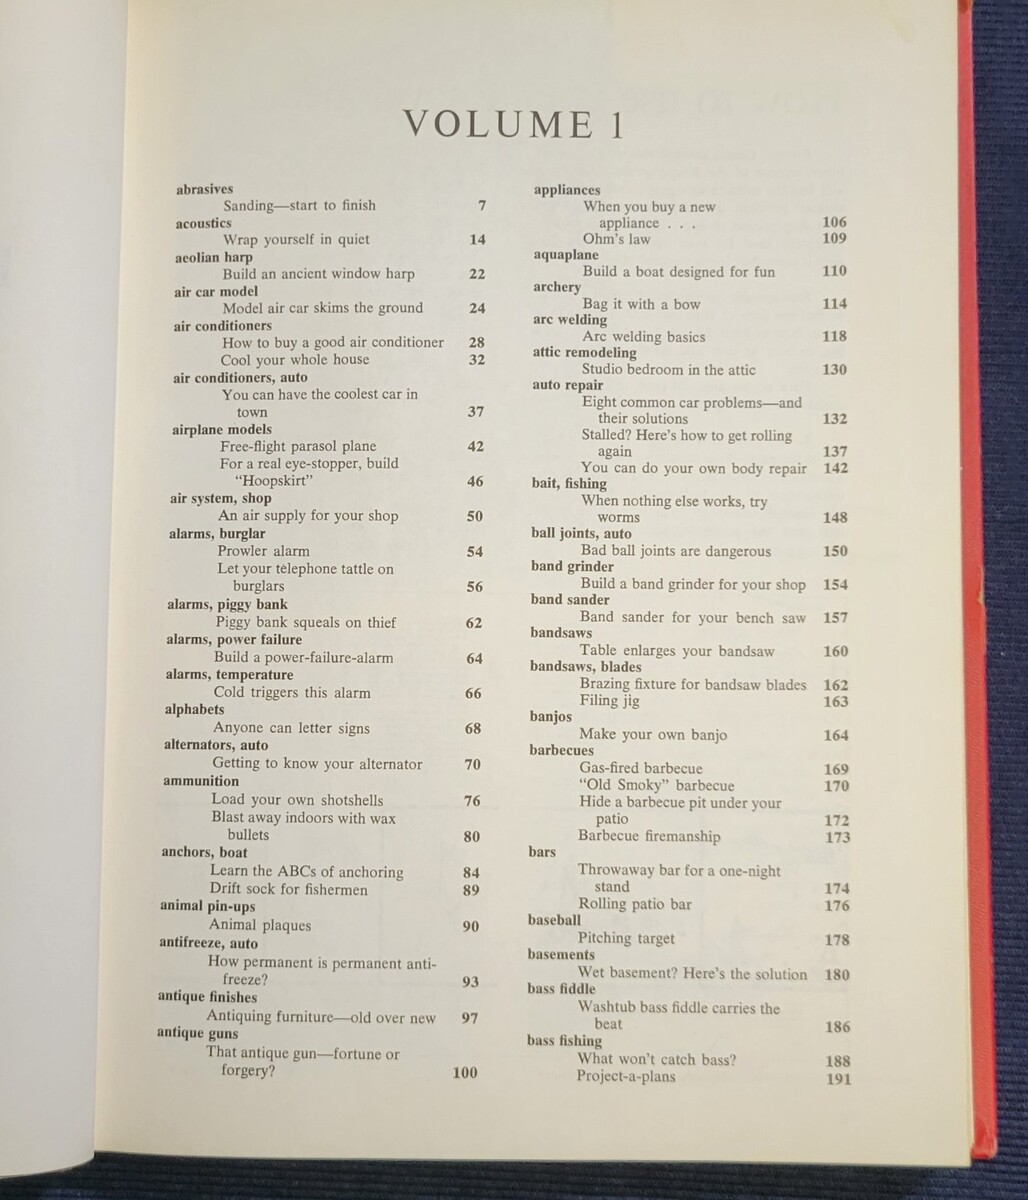 VOLUME 1
abrasives
Sanding—start to finish 7
acoustics
Wrap yourself in quiet 14
aeolian harp
Build an ancient window harp 22
air car model
Model air car skims the ground 24
air conditioners
How to buy a good air conditioner 28
Cool your whole house 32
air conditioners, auto
You can have the coolest car in
town 37
airplane models
Free-flight parasol plane 42
For a real eye-stopper, build
“Hoopskirt” 46
air system, shop
An air supply for your shop 50
alarms, burglar
Prowler alarm 54
Let your telephone tattle on
burglars 56
alarms, piggy bank
Piggy bank squeals on thief 62
alarms, power failure
Build a power-failure-alarm 64
alarms, temperature
Cold triggers this alarm 66
alphabets
Anyone can letter signs 68
alternators, auto
Getting to know your alternator 70
ammunition
Load your own shotshells 76
Blast away indoors with wax
bullets 80
anchors, boat
Learn the ABCs of anchoring 84
Drift sock for fishermen 89
animal pin-ups
Animal plaques 90
antifreeze, auto
How permanent is permanent anti-
freeze? 93
antique finishes
Antiquing furniture—old over new 97
antique guns
That antique gun—fortune or
forgery? 100
appliances
When you buy a new
appliance . . . 106
Ohm's law 109
aquaplane
Build a boat designed for fun 110
archery
Bag it with a bow 114
arc welding
Arc welding basics 118
attic remodeling
Studio bedroom in the attic 130
auto repair
Eight common car problems—and
their solutions 132
Stalled? Here's how to get rolling
again 137
You can do your own body repair 142
bait, fishing
When nothing else works, try
worms 148
ball joints, auto
Bad ball joints are dangerous 150
band grinder
Build a band grinder for your shop 154
band sander
Band sander for your bench saw 157
bandsaws
Table enlarges your bandsaw 160
bandsaws, blades
Brazing fixture for bandsaw blades 162
Filing jig 163
banjos
Make your own banjo 164
barbecues
Gas-fired barbecue 169
“Old Smoky” barbecue 170
Hide a barbecue pit under your
patio 172
Barbecue firemanship 173
bars
Throwaway bar for a one-night
stand 174
Rolling patio bar 176
baseball
Pitching target 178
basements
Wet basement? Here's the solution 180
bass fiddle
Washtub bass fiddle carries the
beat 186
bass fishing
What won't catch bass? 188
Project-a-plans 191